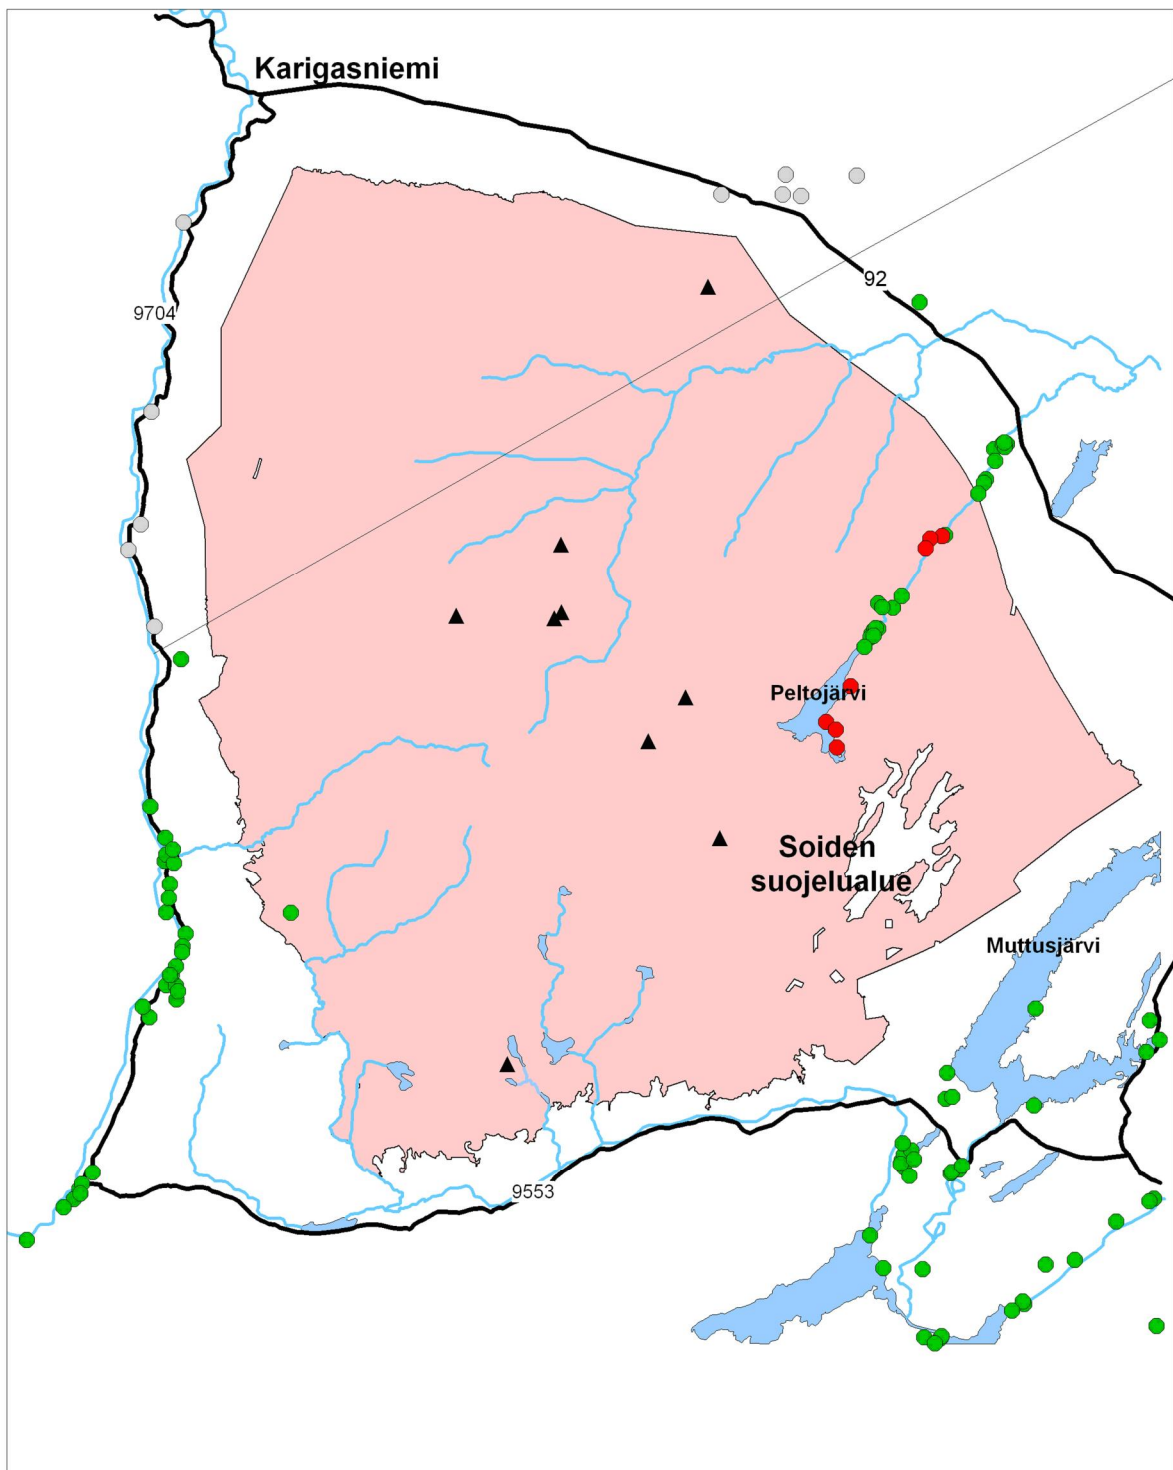 Karigasniemi
92
9704
Peltojärvi
Soiden
suojelualue
Muttusjärvi
9553